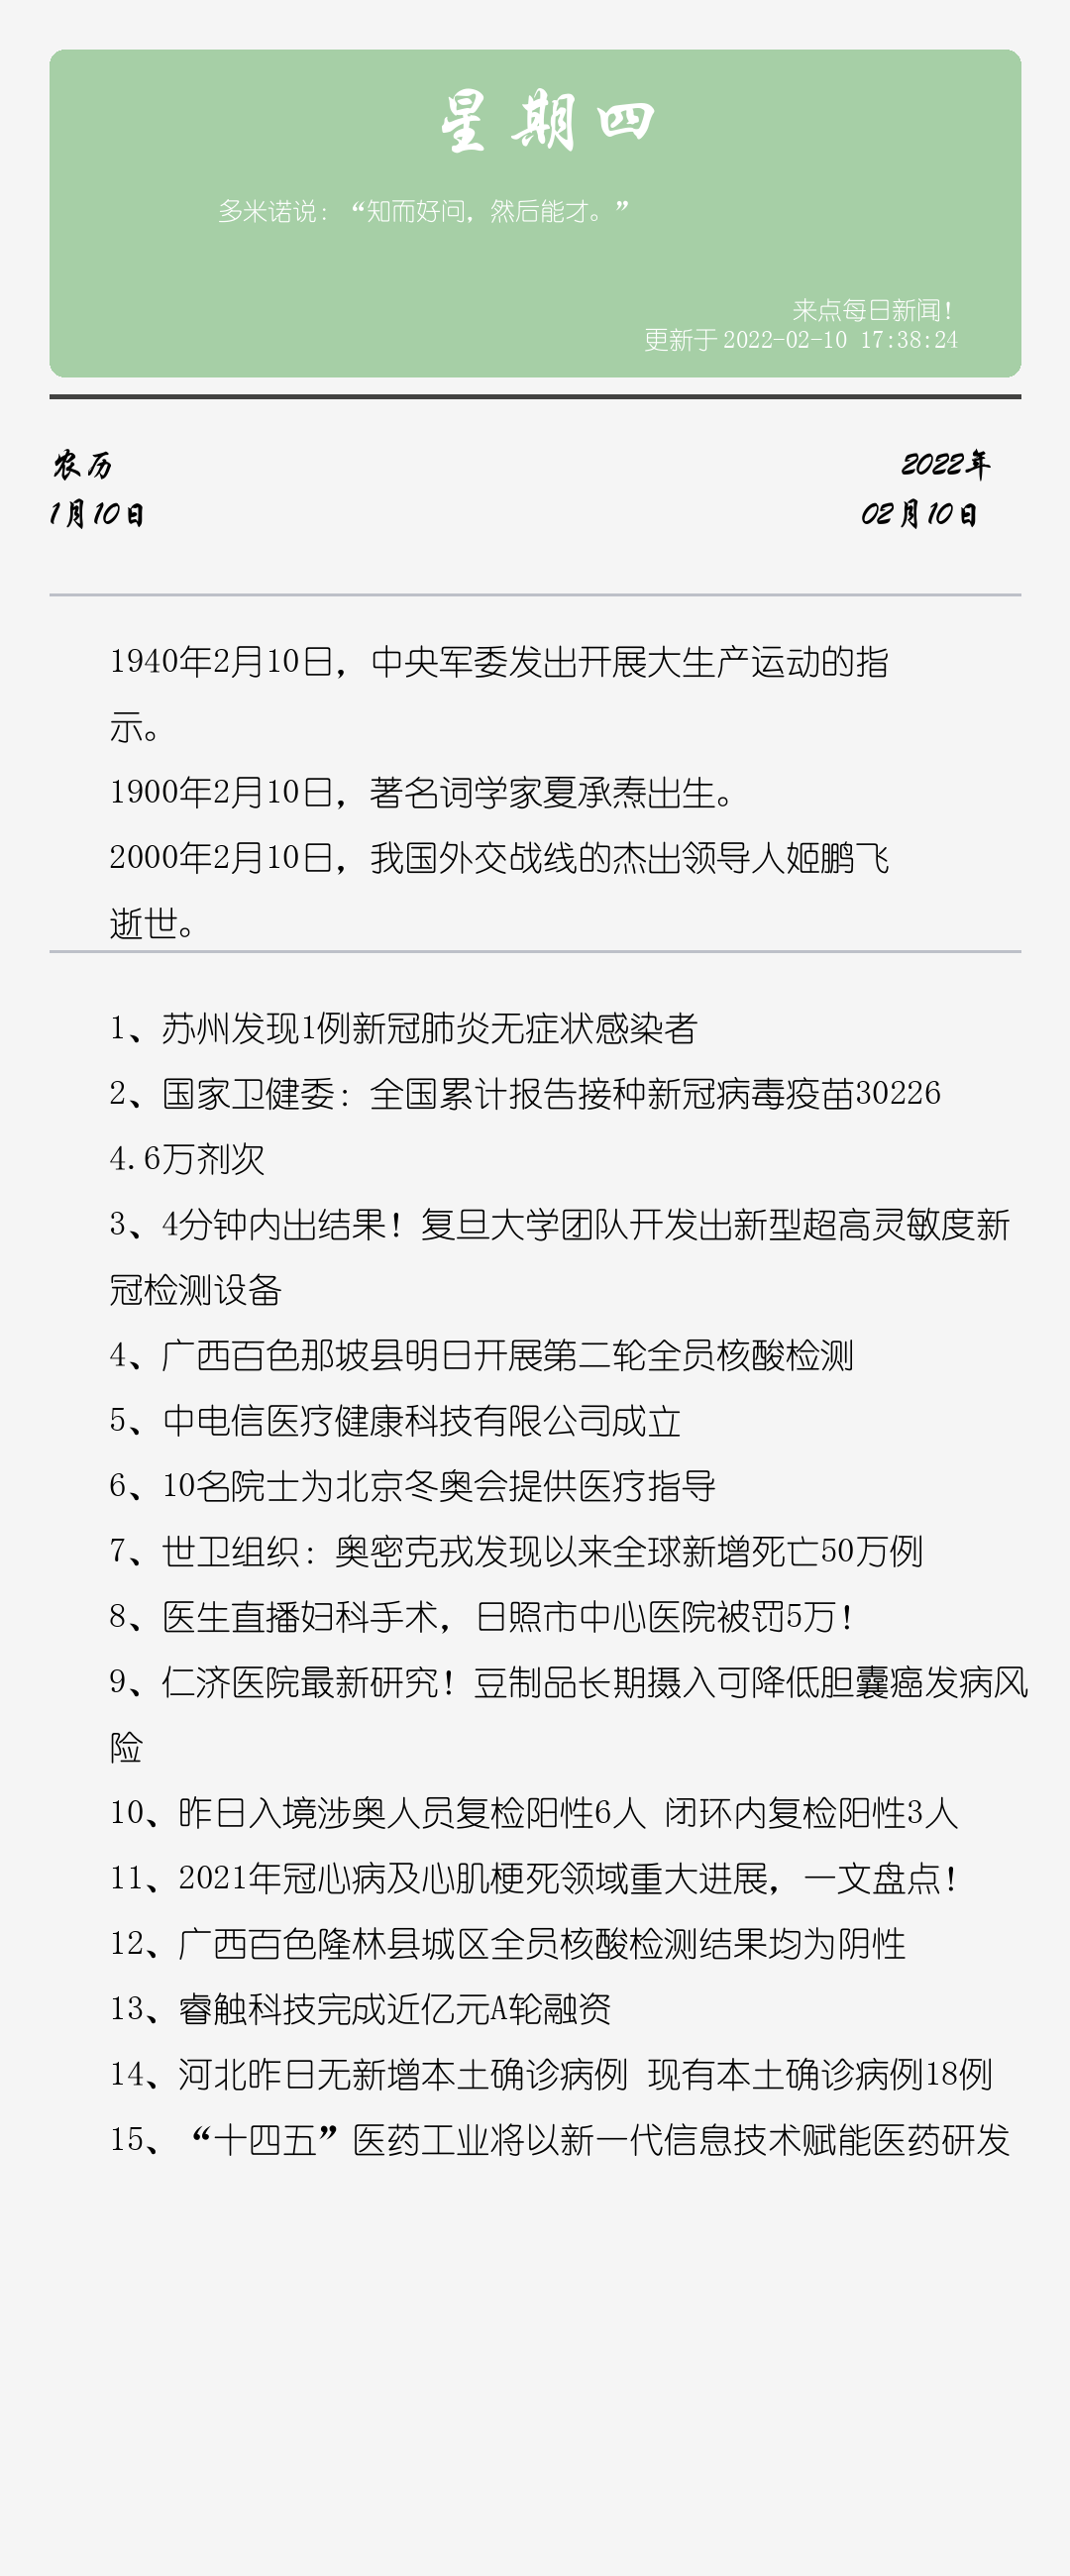 星期四
多米诺说：“知而好问，然后能才。”
来点每日新闻！
更新于 2022-02-10 17:38:24
农历
2022年
1月10日
02月10日
1940年2月10日，中央军委发出开展大生产运动的指
示。
1900年2月10日，著名词学家夏承焘出生。
2000年2月10日，我国外交战线的杰出领导人姬鹏飞
逝世。
1、苏州发现1例新冠肺炎无症状感染者
2、国家卫健委：全国累计报告接种新冠病毒疫苗30226
4.6万剂次
3、4分钟内出结果！复旦大学团队开发出新型超高灵敏度新
冠检测设备
4、广西百色那坡县明日开展第二轮全员核酸检测
5、中电信医疗健康科技有限公司成立
6、10名院士为北京冬奥会提供医疗指导
7、世卫组织：奥密克戎发现以来全球新增死亡50万例
8、医生直播妇科手术，日照市中心医院被罚5万！
9、仁济医院最新研究！豆制品长期摄入可降低胆囊癌发病风
险
10、昨日入境涉奥人员复检阳性6人 闭环内复检阳性3人
11、2021年冠心病及心肌梗死领域重大进展，一文盘点！
12、广西百色隆林县城区全员核酸检测结果均为阴性
13、睿触科技完成近亿元A轮融资
14、河北昨日无新增本土确诊病例 现有本土确诊病例18例
15、“十四五”医药工业将以新一代信息技术赋能医药研发